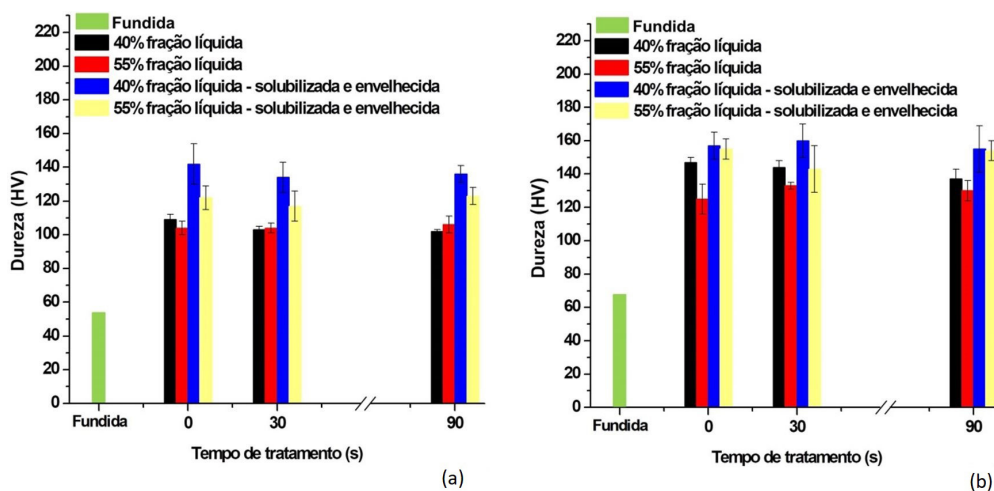 Fundida
40% fração líquida
55% fração líquida
40% fração líquida - solubilizada e envelhecida
55% fração líquida - solubilizada e envelhecida
Dureza (HV)
220
200
180
160
140
120
100
80
60
40
20
0
Fundida
0
30
90
Tempo de tratamento (s)
(a)
Fundida
40% fração líquida
55% fração líquida
40% fração líquida - solubilizada e envelhecida
55% fração líquida - solubilizada e envelhecida
Dureza (HV)
220
200
180
160
140
120
100
80
60
40
20
0
Fundida
0
30
90
Tempo de tratamento (s)
(b)